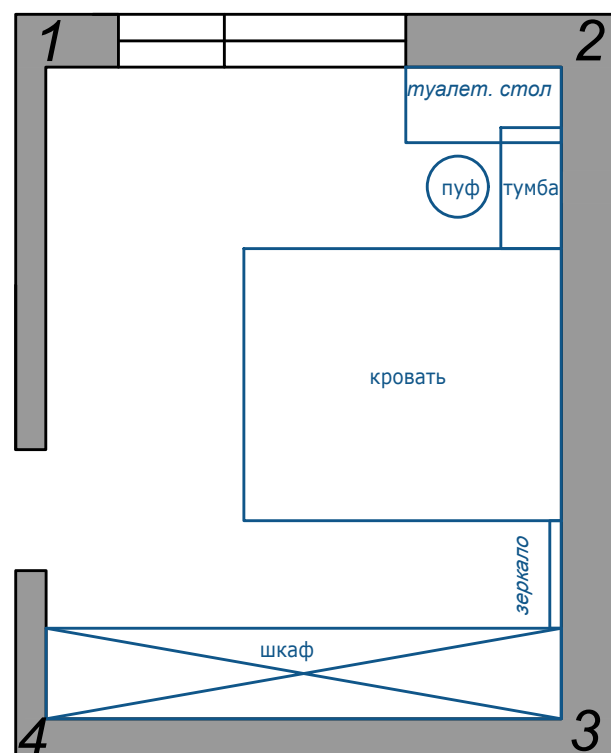 1
2
туалет. стол
пуф
тумба
кровать
зеркало
шкаф
4
3